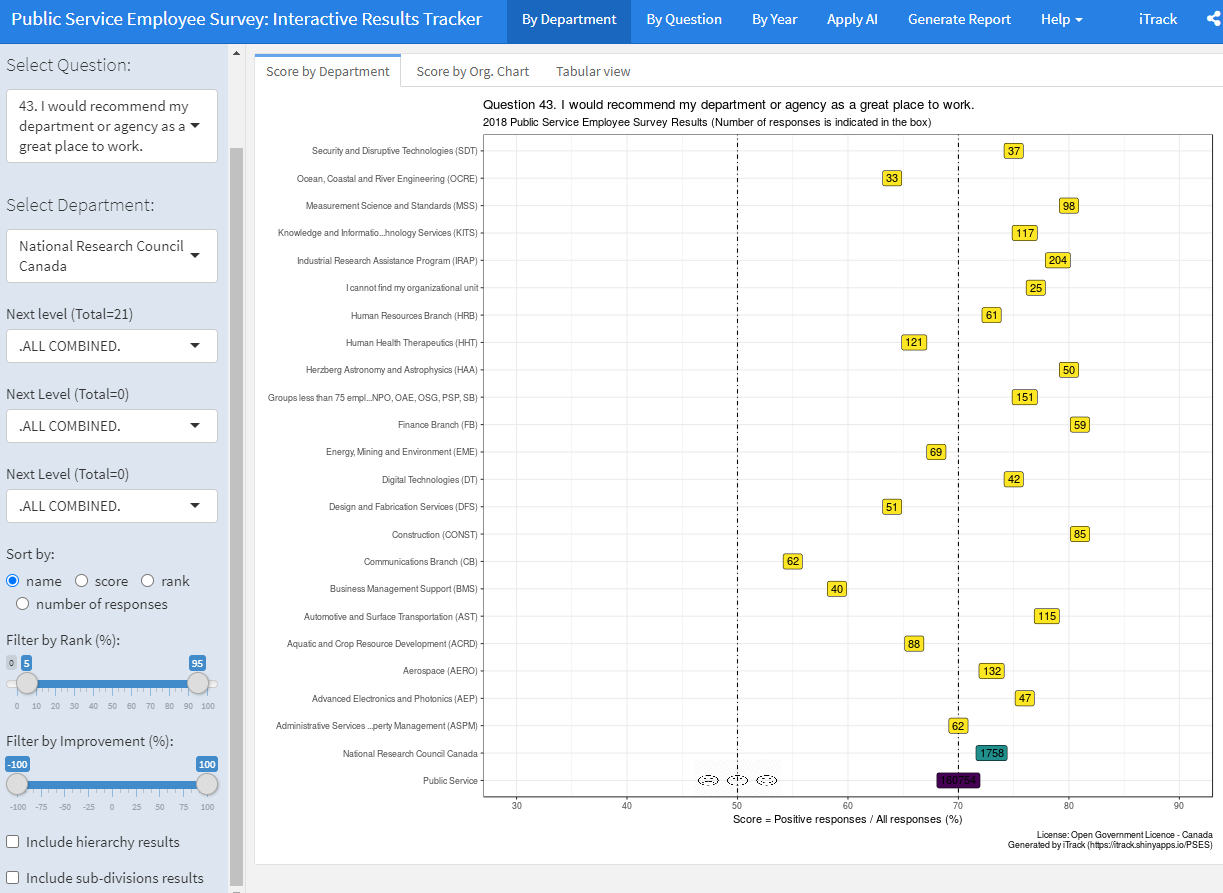 Public Service Employee Survey: Interactive Results Tracker
By Department
By Question
By Year
Apply AI
Generate Report
Help
iTrack
Select Question:
43. I would recommend my
department or agency as a
great place to work.
Select Department:
National Research Council
Canada
Next level (Total=21)
.ALL COMBINED.
Next Level (Total=0)
.ALL COMBINED.
Next Level (Total=0)
.ALL COMBINED.
Sort by:
name score rank
number of responses
Filter by Rank (%):
0 5 95
0 10 20 30 40 50 60 70 80 90 100
Filter by Improvement (%):
-100 100
-100 -75 -50 -25 0 25 50 75 100
Include hierarchy results
Include sub-divisions results
Score by Department
Score by Org. Chart
Tabular view
Question 43. I would recommend my department or agency as a great place to work.
2018 Public Service Employee Survey Results (Number of responses is indicated in the box)
Security and Disruptive Technologies (SDT) 37
Ocean, Coastal and River Engineering (OCRE) 33
Measurement Science and Standards (MSS) 98
Knowledge and Informatio...hnology Services (KITS) 117
Industrial Research Assistance Program (IRAP) 204
I cannot find my organizational unit 25
Human Resources Branch (HRB) 61
Human Health Therapeutics (HHT) 121
Herzberg Astronomy and Astrophysics (HAA) 50
Groups less than 75 empl...NPO, OAE, OSG, PSP, SB) 151
Finance Branch (FB) 59
Energy, Mining and Environment (EME) 69
Digital Technologies (DT) 42
Design and Fabrication Services (DFS) 51
Construction (CONST) 85
Communications Branch (CB) 62
Business Management Support (BMS) 40
Automotive and Surface Transportation (AST) 115
Aquatic and Crop Resource Development (ACRD) 88
Aerospace (AERO) 132
Advanced Electronics and Photonics (AEP) 47
Administrative Services ...perty Management (ASPM) 62
National Research Council Canada 1758
Public Service
30 40 50 60 70 80 90
Score = Positive responses / All responses (%)
License: Open Government Licence - Canada
Generated by iTrack (https://itrack.shinyapps.io/PSES)